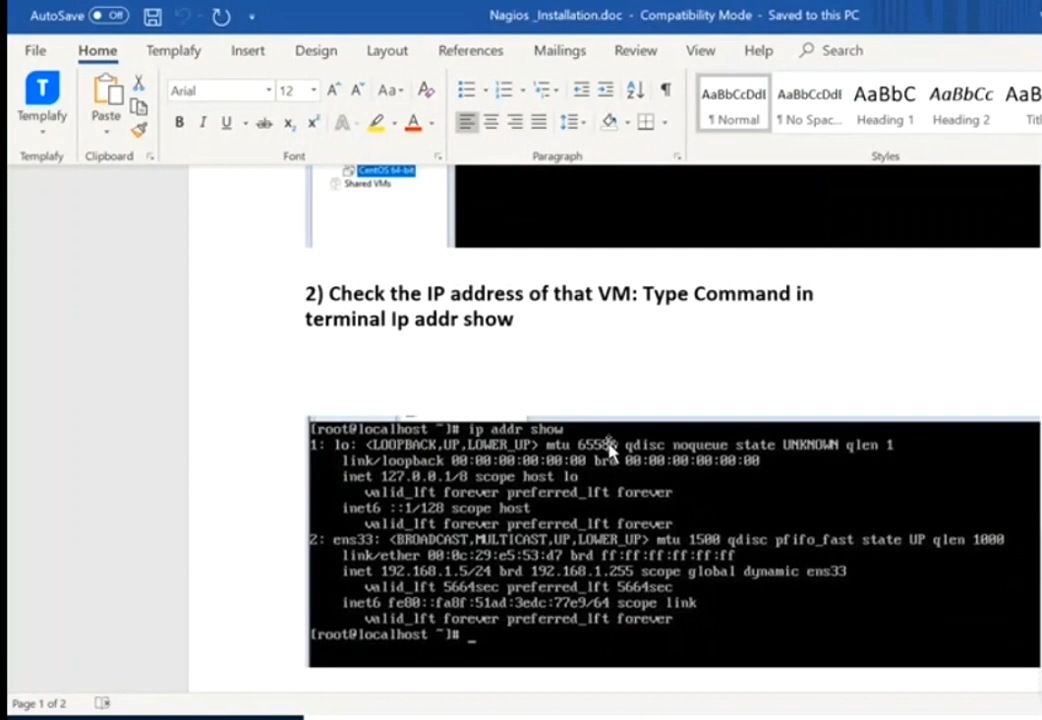 AutoSave Off Nagios _Installation.doc - Compatibility Mode - Saved to this PC
File Home Templafy Insert Design Layout References Mailings Review View Help Search
T Templafy
Paste
Arial 12 Aa
B I U ab x₂ x² A A
AaBbCcDdI AaBbCcDdI AaBbC AaBbCc AaB
¶ Normal ¶ No Spac... Heading 1 Heading 2 Titl
Templafy Clipboard Font Paragraph Styles
CentOS 64-bit
Shared VMs
2) Check the IP address of that VM: Type Command in
terminal Ip addr show
[root@localhost ~]# ip addr show
1: lo: <LOOPBACK,UP,LOWER_UP> mtu qdisc noqueue state UNKNOWN qlen 1
link/loopback 00:00:00:00:00:00 brd 00:00:00:00:00:00
inet 127.0.0.1/8 scope host lo
valid_lft forever preferred_lft forever
inet6 ::1/128 scope host
valid_lft forever preferred_lft forever
2: ens33: <BROADCAST,MULTICAST,UP,LOWER_UP> mtu 1500 qdisc pfifo_fast state UP qlen 1000
link/ether 00:0c:29:e5:53:d7 brd ff:ff:ff:ff:ff:ff
inet 192.168.1.5/24 brd 192.168.1.255 scope global dynamic ens33
valid_lft 5664sec preferred_lft 5664sec
inet6 fe80::fa8f:51ad:3edc:77e9/64 scope link
valid_lft forever preferred_lft forever
[root@localhost ~]# _
Page 1 of 2